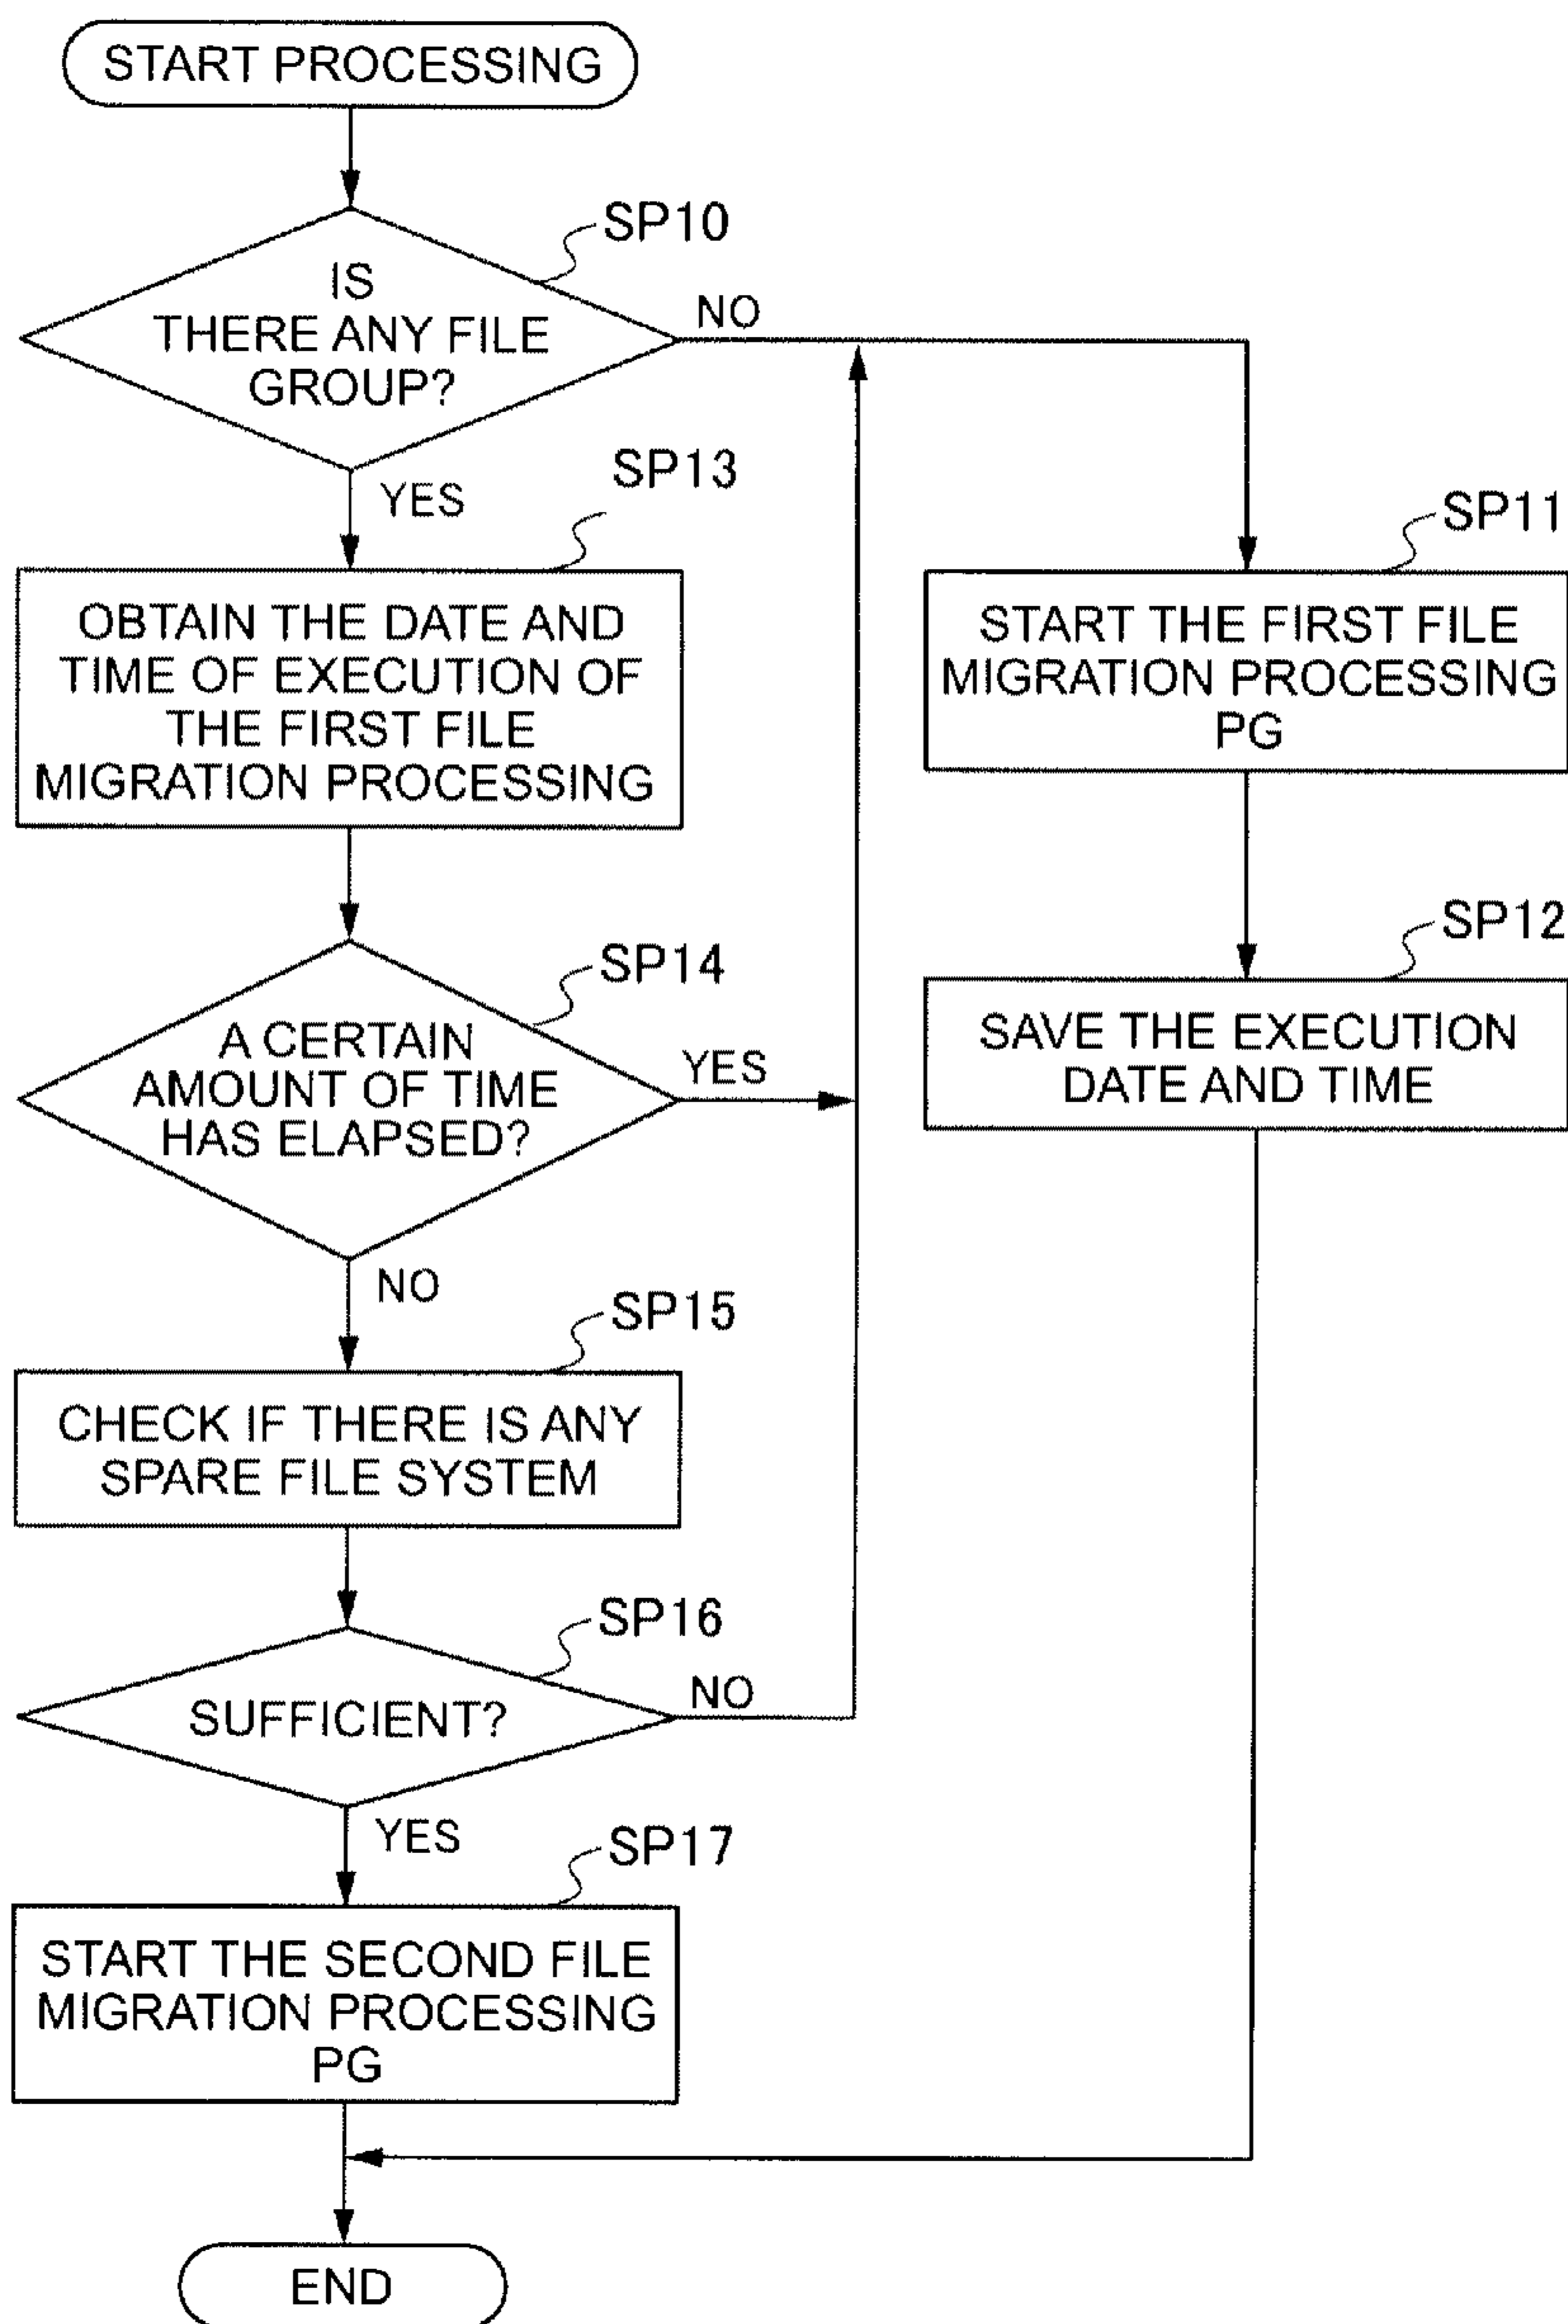 START PROCESSING
SP10
IS
THERE ANY FILE
GROUP?
NO
YES
SP13
OBTAIN THE DATE AND
TIME OF EXECUTION OF
THE FIRST FILE
MIGRATION PROCESSING
SP11
START THE FIRST FILE
MIGRATION PROCESSING
PG
SP12
SAVE THE EXECUTION
DATE AND TIME
SP14
A CERTAIN
AMOUNT OF TIME
HAS ELAPSED?
YES
NO
SP15
CHECK IF THERE IS ANY
SPARE FILE SYSTEM
SP16
SUFFICIENT?
NO
YES
SP17
START THE SECOND FILE
MIGRATION PROCESSING
PG
END